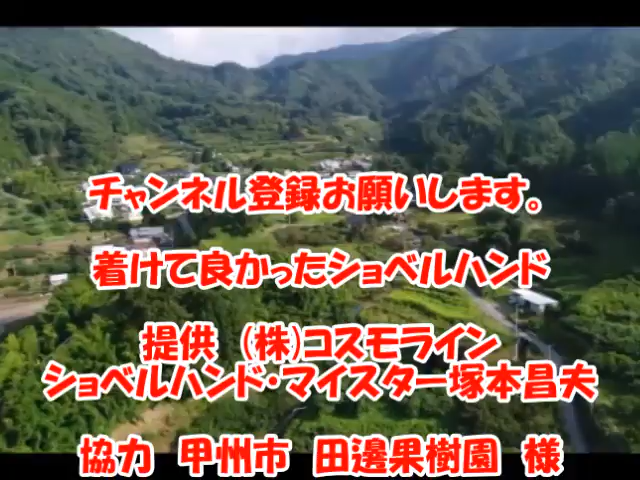 チャンネル登録お願いします。
着けて良かったショベルハンド
提供　(株)コスモライン
ショベルハンド・マイスター塚本昌夫
協力　甲州市　田邊果樹園　様